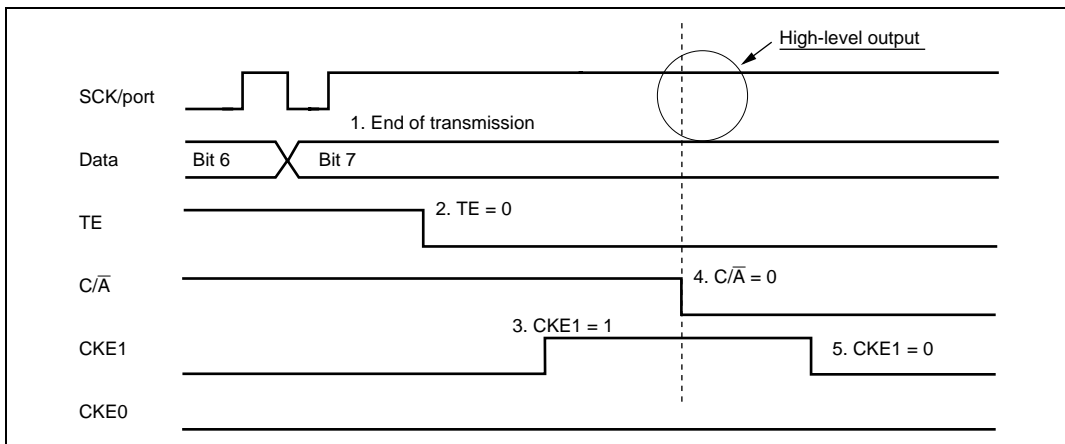 High-level output
SCK/port
1. End of transmission
Data
Bit 6
Bit 7
TE
2. TE = 0
C/A̅
4. C/A̅ = 0
3. CKE1 = 1
CKE1
5. CKE1 = 0
CKE0